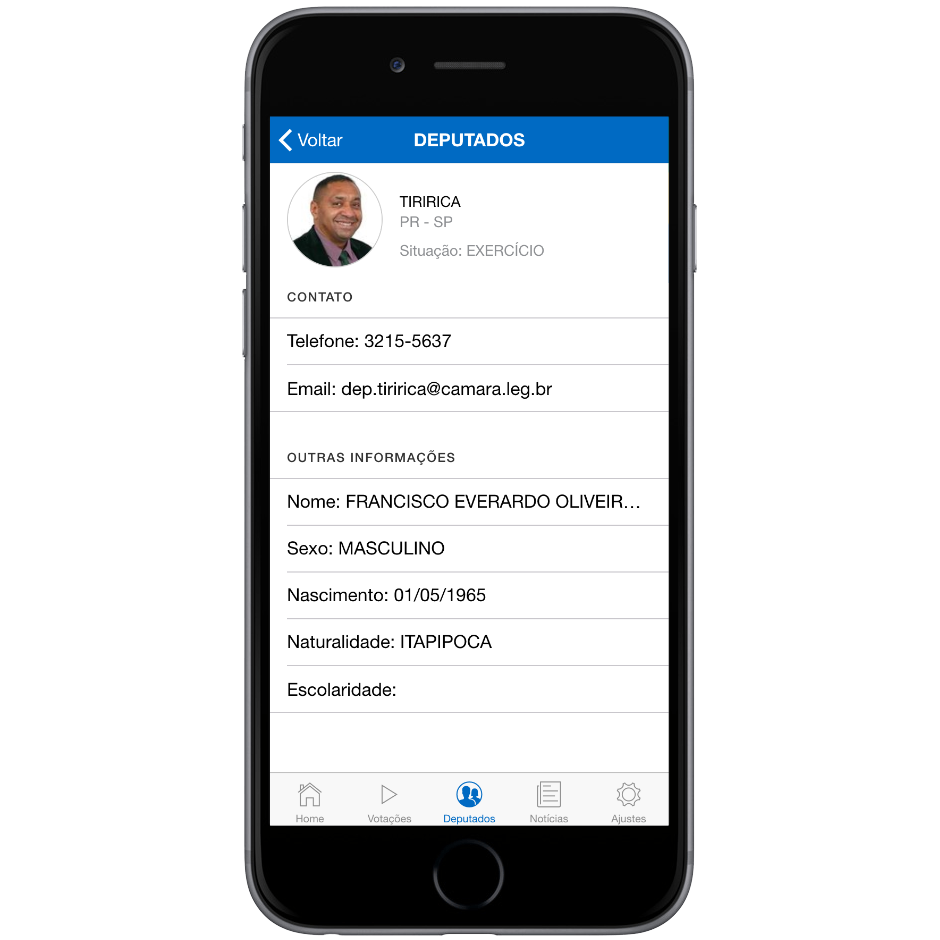 Voltar
DEPUTADOS
TIRIRICA
PR - SP
Situação: EXERCÍCIO
CONTATO
Telefone: 3215-5637
Email: dep.tiririca@camara.leg.br
OUTRAS INFORMAÇÕES
Nome: FRANCISCO EVERARDO OLIVEIR...
Sexo: MASCULINO
Nascimento: 01/05/1965
Naturalidade: ITAPIPOCA
Escolaridade:
Home
Votações
Deputados
Notícias
Ajustes